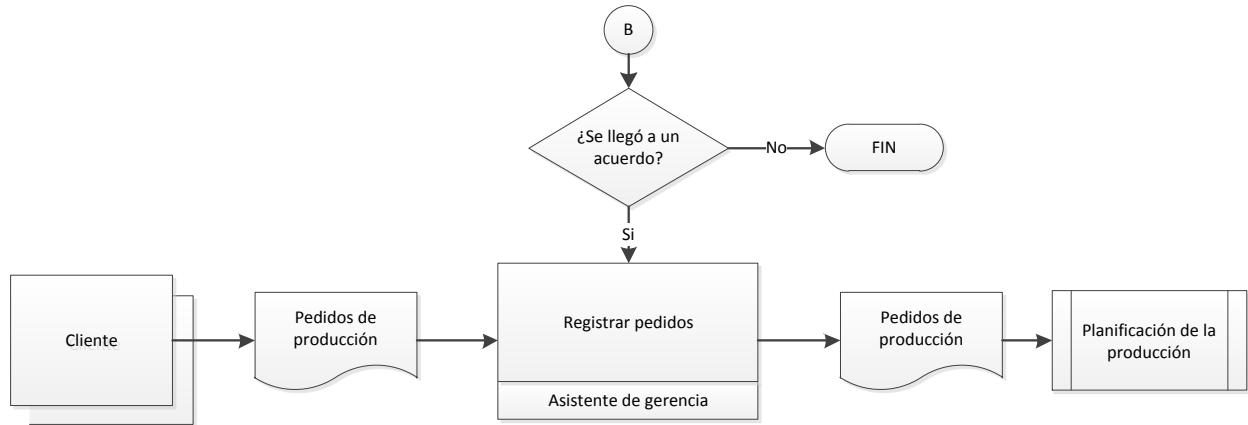 B
¿Se llegó a un
acuerdo?
No
FIN
Si
Cliente
Pedidos de
producción
Registrar pedidos
Asistente de gerencia
Pedidos de
producción
Planificación de la
producción